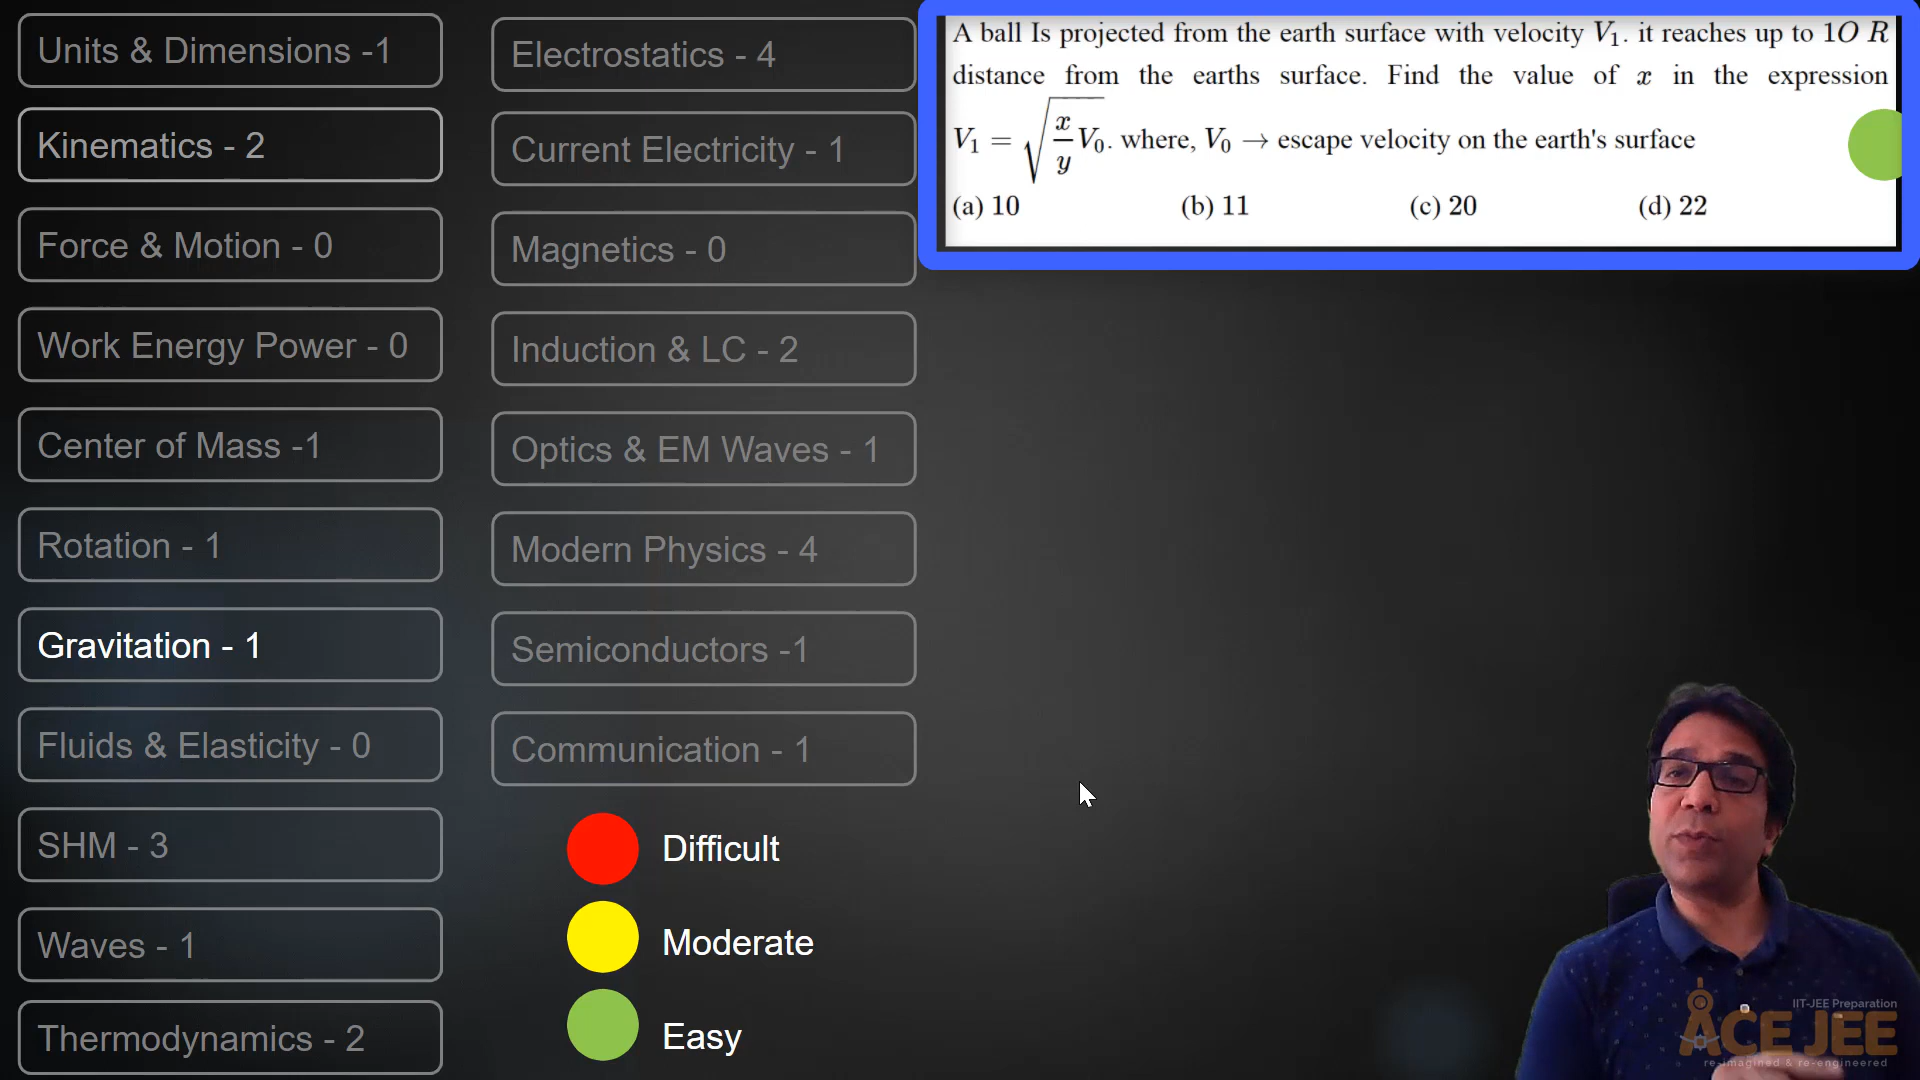 Units & Dimensions -1
Kinematics - 2
Force & Motion - 0
Work Energy Power - 0
Center of Mass -1
Rotation - 1
Gravitation - 1
Fluids & Elasticity - 0
SHM - 3
Waves - 1
Thermodynamics - 2
Electrostatics - 4
Current Electricity - 1
Magnetics - 0
Induction & LC - 2
Optics & EM Waves - 1
Modern Physics - 4
Semiconductors -1
Communication - 1
Difficult
Moderate
Easy
A ball Is projected from the earth surface with velocity V₁. it reaches up to 1O R
distance from the earths surface. Find the value of x in the expression
V₁ = √(x/y) V₀. where, V₀ → escape velocity on the earth's surface
(a) 10 (b) 11 (c) 20 (d) 22
IIT-JEE Preparation
ACE JEE
re-imagined & re-engineered